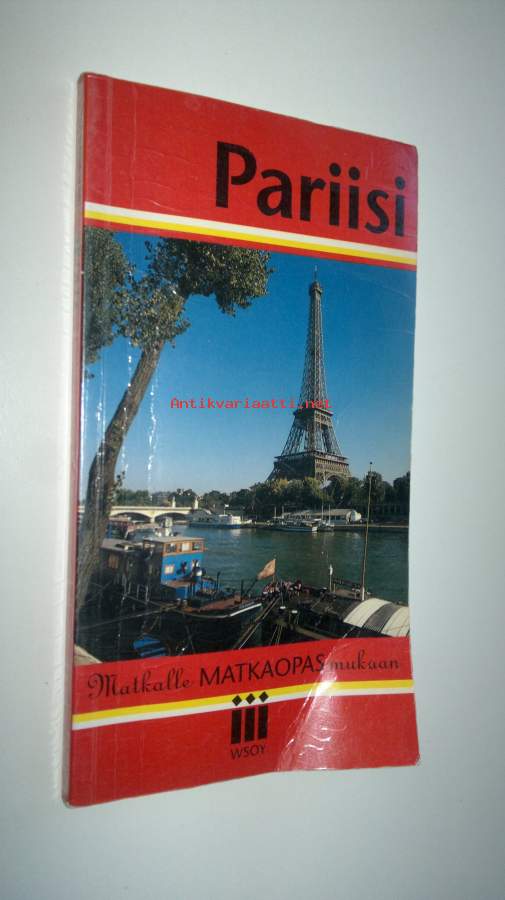 Pariisi
Antikvariaatti.net
Matkalle MATKAOPAS mukaan
WSOY